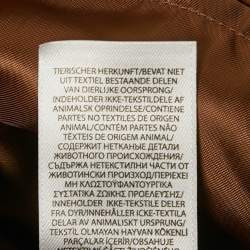 TIERISCHER HERKUNFT/BEVAT NIET
UIT TEXTIEL BESTAANDE DELEN
VAN DIERLIJKE OORSPRONG/
INDEHOLDER IKKE-TEKSTILDELE AF
ANIMALSK OPRINDELSE/CONTIENE
PARTES NO TEXTILES DE ORIGEN
ANIMAL/CONTÉM PARTES NÃO
TÊXTEIS DE ORIGEM ANIMAL/
СОДЕРЖИТ НЕТКАНЫЕ ДЕТАЛИ
ЖИВОТНОГО ПРОИСХОЖДЕНИЯ/
СЪДЪРЖА НЕТЕКСТИЛНИ ЧАСТИ ОТ
ЖИВОТИНСКИ ПРОИЗХОД/ΠΕΡΙΕΧΕΙ
ΜΗ ΚΛΩΣΤΟΫΦΑΝΤΟΥΡΓΙΚΑ
ΣΥΣΤΑΤΙΚΑ ΖΩΙΚΗΣ ΠΡΟΕΛΕΥΣΗΣ/
INNEHOLDER IKKE TEKSTILE DELER
FRA DYR/INNEHÅLLER ICKE-TEXTILA
DELAR AV ANIMALISKT URSPRUNG/
TEKSTİL OLMAYAN HAYVAN KÖKENLİ
PARÇALAR İÇERİR/OBSAHUJE